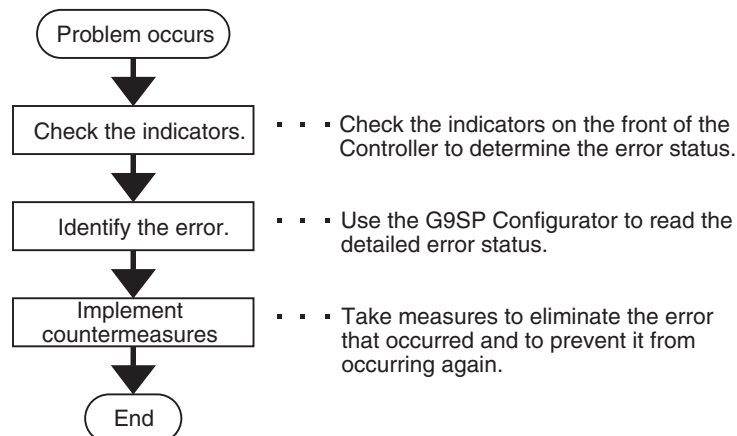 Problem occurs
Check the indicators.
· · · Check the indicators on the front of the
Controller to determine the error status.
Identify the error.
· · · Use the G9SP Configurator to read the
detailed error status.
Implement
countermeasures
· · · Take measures to eliminate the error
that occurred and to prevent it from
occurring again.
End